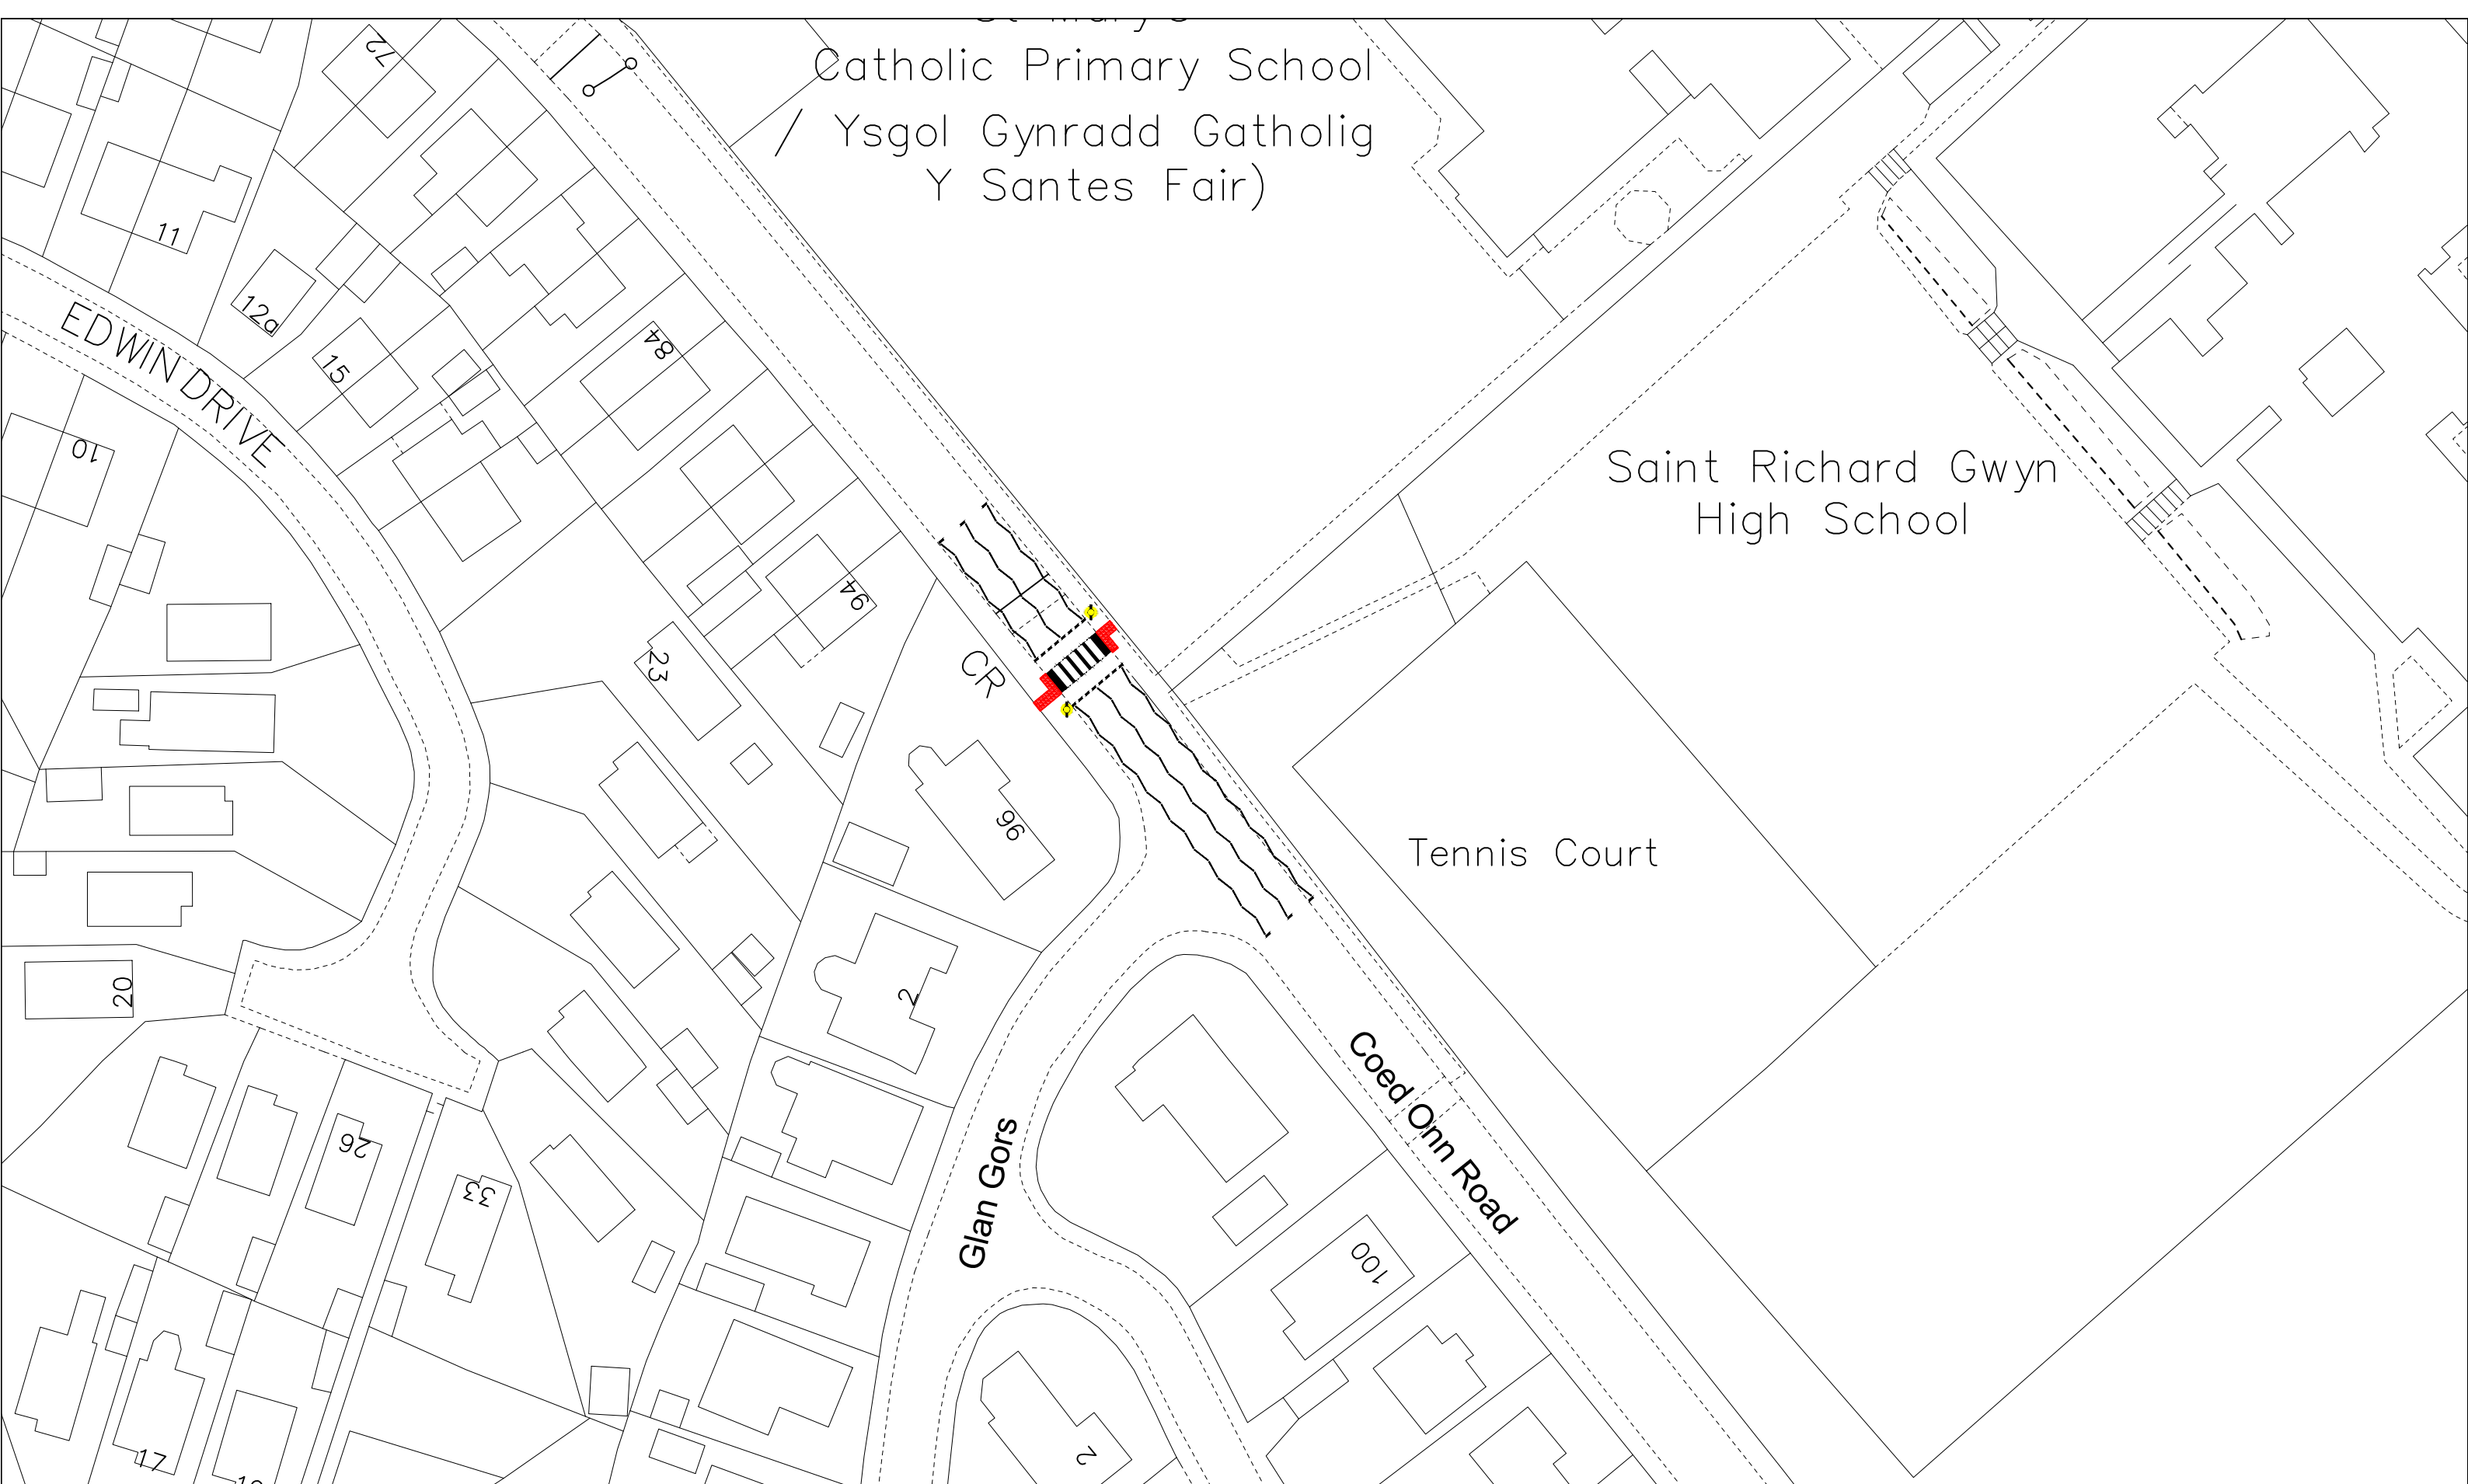 Catholic Primary School
/ Ysgol Gynradd Gatholig
Y Santes Fair)
72
11
12a
EDWIN DRIVE
15
84
10
Saint Richard Gwyn
High School
94
CR
23
96
Tennis Court
20
2
Coed Onn Road
Glan Gors
26
33
100
17
2